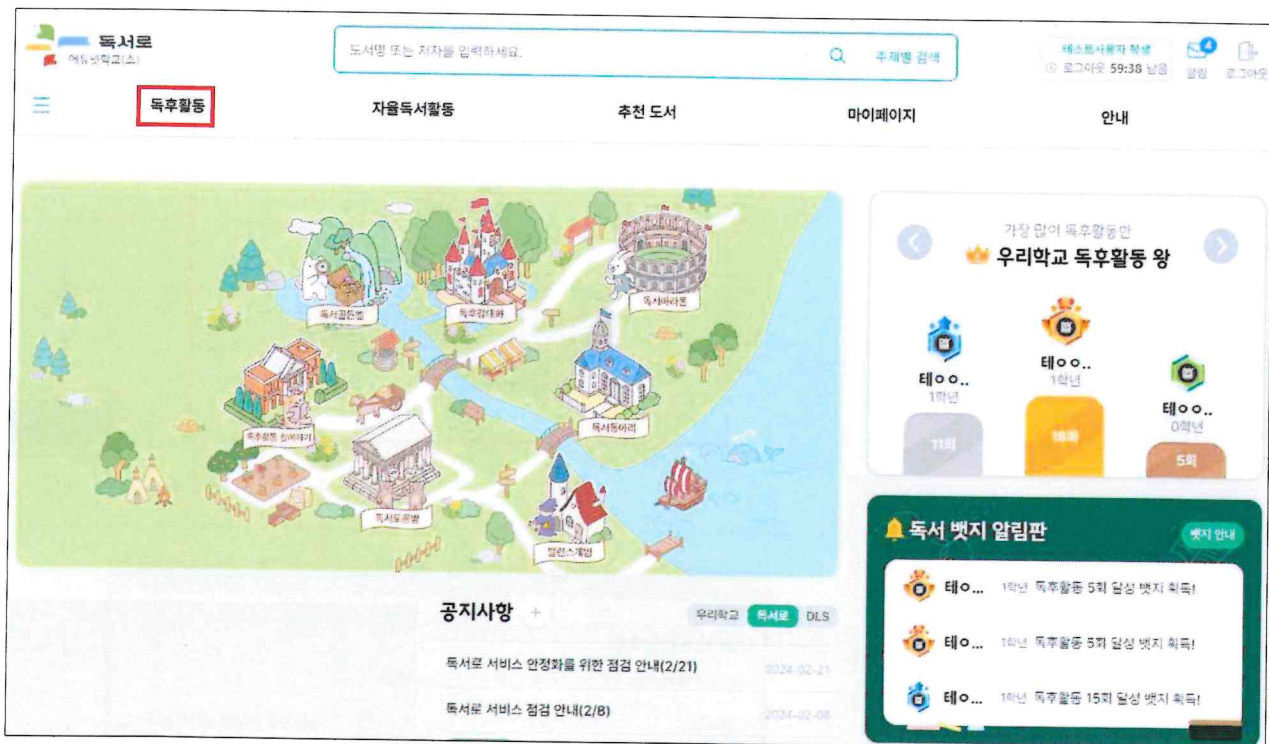 독서로
에듀넷학교(초)
도서명 또는 저자를 입력하세요.
주제별 검색
테스트사용자 학생
로그아웃 59:38 남음
4
알림
로그아웃
독후활동
자율독서활동
추천 도서
마이페이지
안내
독서골든벨
독후감대회
독서마라톤
독서동아리
독서토론방
밸런스게임
가장 많이 독후활동한
우리학교 독후활동 왕
테ㅇㅇ..
1학년
11회
테ㅇㅇ..
1학년
18회
테ㅇㅇ..
0학년
5회
독서 뱃지 알림판
뱃지 안내
테ㅇ... 1학년 독후활동 5회 달성 뱃지 획득!
테ㅇ... 1학년 독후활동 5회 달성 뱃지 획득!
테ㅇ... 1학년 독후활동 15회 달성 뱃지 획득!
공지사항 +
우리학교 독서로 DLS
독서로 서비스 안정화를 위한 점검 안내(2/21) 2024-02-21
독서로 서비스 점검 안내(2/8) 2024-02-08